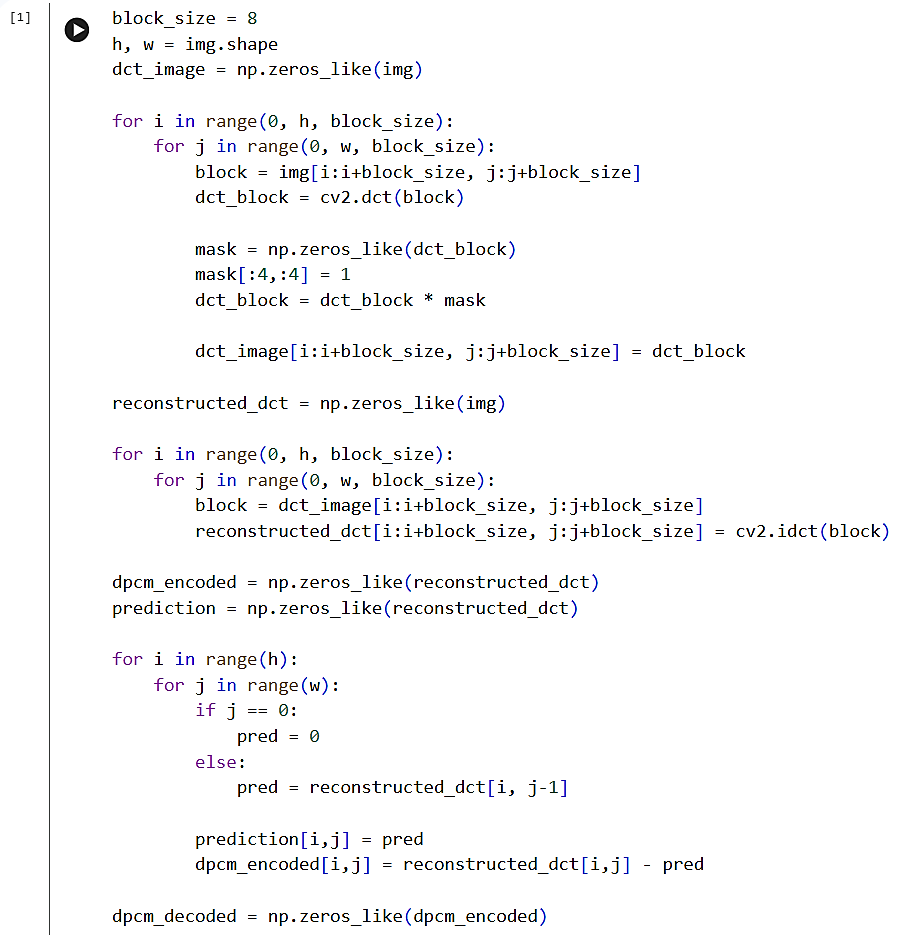 [1]
block_size = 8
h, w = img.shape
dct_image = np.zeros_like(img)

for i in range(0, h, block_size):
    for j in range(0, w, block_size):
        block = img[i:i+block_size, j:j+block_size]
        dct_block = cv2.dct(block)

        mask = np.zeros_like(dct_block)
        mask[:4,:4] = 1
        dct_block = dct_block * mask

        dct_image[i:i+block_size, j:j+block_size] = dct_block

reconstructed_dct = np.zeros_like(img)

for i in range(0, h, block_size):
    for j in range(0, w, block_size):
        block = dct_image[i:i+block_size, j:j+block_size]
        reconstructed_dct[i:i+block_size, j:j+block_size] = cv2.idct(block)

dpcm_encoded = np.zeros_like(reconstructed_dct)
prediction = np.zeros_like(reconstructed_dct)

for i in range(h):
    for j in range(w):
        if j == 0:
            pred = 0
        else:
            pred = reconstructed_dct[i, j-1]

        prediction[i,j] = pred
        dpcm_encoded[i,j] = reconstructed_dct[i,j] - pred

dpcm_decoded = np.zeros_like(dpcm_encoded)